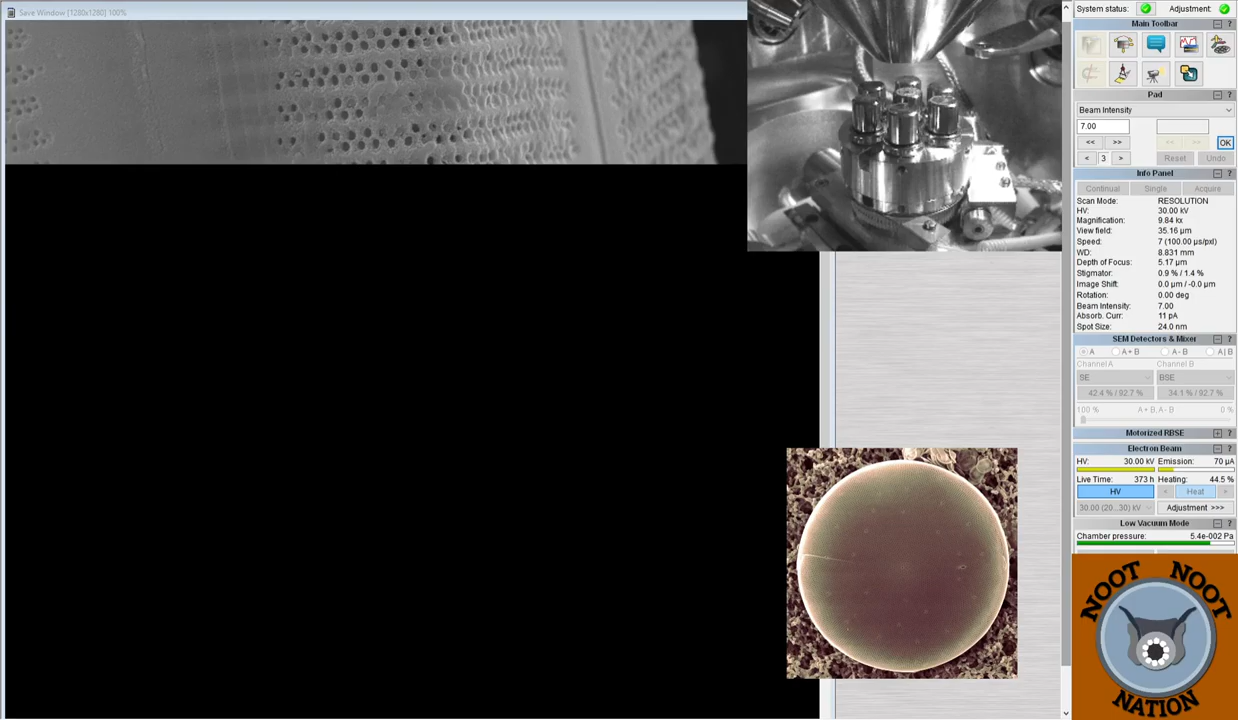 Save Window [1280x1280] 100%
System status:
Adjustment:
Main Toolbar
?
Pad
?
Beam Intensity
7.00
<< >>
<< >>
OK
< 3 >
Reset
Undo
Info Panel
?
Continual
Single
Acquire
Scan Mode: RESOLUTION
HV: 30.00 kV
Magnification: 9.84 kx
View field: 35.16 µm
Speed: 7 (100.00 µs/pxl)
WD: 8.831 mm
Depth of Focus: 5.17 µm
Stigmator: 0.9 % / 1.4 %
Image Shift: 0.0 µm / -0.0 µm
Rotation: 0.00 deg
Beam Intensity: 7.00
Absorb. Curr: 11 pA
Spot Size: 24.0 nm
SEM Detectors & Mixer
?
A
A + B
A - B
A | B
Channel A
Channel B
SE
BSE
42.4 % / 92.7 %
34.1 % / 92.7 %
100 %
A + B, A - B
0 %
Motorized RBSE
?
Electron Beam
?
HV: 30.00 kV
Emission: 70 µA
Live Time: 373 h
Heating: 44.5 %
HV
<
Heat
30.00 (20...30) kV
Adjustment >>>
Low Vacuum Mode
?
Chamber pressure: 5.4e-002 Pa
NOOT NOOT
NATION